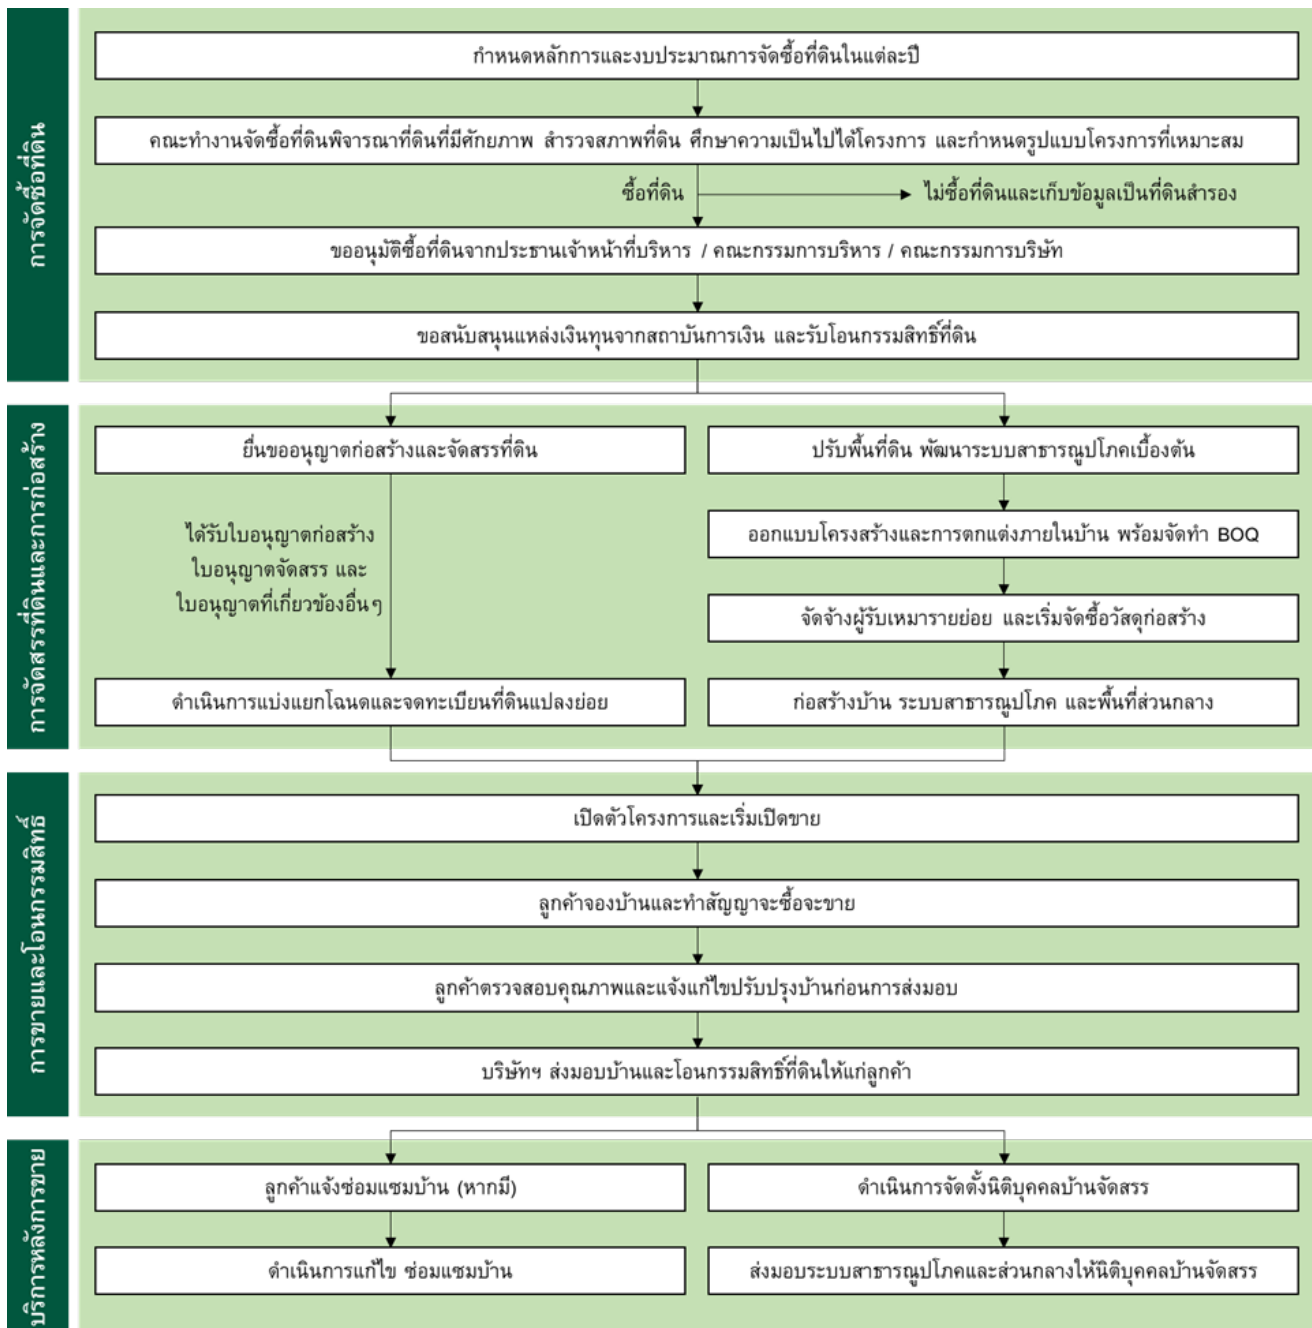 การจัดซื้อที่ดิน
กำหนดหลักการและงบประมาณการจัดซื้อที่ดินในแต่ละปี
คณะทำงานจัดซื้อที่ดินพิจารณาที่ดินที่มีศักยภาพ สำรวจสภาพที่ดิน ศึกษาความเป็นไปได้โครงการ และกำหนดรูปแบบโครงการที่เหมาะสม
ซื้อที่ดิน
ไม่ซื้อที่ดินและเก็บข้อมูลเป็นที่ดินสำรอง
ขออนุมัติซื้อที่ดินจากประธานเจ้าหน้าที่บริหาร / คณะกรรมการบริหาร / คณะกรรมการบริษัท
ขอสนับสนุนแหล่งเงินทุนจากสถาบันการเงิน และรับโอนกรรมสิทธิ์ที่ดิน
การจัดสรรที่ดินและการก่อสร้าง
ยื่นขออนุญาตก่อสร้างและจัดสรรที่ดิน
ได้รับใบอนุญาตก่อสร้าง
ใบอนุญาตจัดสรร และ
ใบอนุญาตที่เกี่ยวข้องอื่นๆ
ดำเนินการแบ่งแยกโฉนดและจดทะเบียนที่ดินแปลงย่อย
ปรับพื้นที่ดิน พัฒนาระบบสาธารณูปโภคเบื้องต้น
ออกแบบโครงสร้างและการตกแต่งภายในบ้าน พร้อมจัดทำ BOQ
จัดจ้างผู้รับเหมารายย่อย และเริ่มจัดซื้อวัสดุก่อสร้าง
ก่อสร้างบ้าน ระบบสาธารณูปโภค และพื้นที่ส่วนกลาง
การขายและโอนกรรมสิทธิ์
เปิดตัวโครงการและเริ่มเปิดขาย
ลูกค้าจองบ้านและทำสัญญาจะซื้อจะขาย
ลูกค้าตรวจสอบคุณภาพและแจ้งแก้ไขปรับปรุงบ้านก่อนการส่งมอบ
บริษัทฯ ส่งมอบบ้านและโอนกรรมสิทธิ์ที่ดินให้แก่ลูกค้า
บริการหลังการขาย
ลูกค้าแจ้งซ่อมแซมบ้าน (หากมี)
ดำเนินการแก้ไข ซ่อมแซมบ้าน
ดำเนินการจัดตั้งนิติบุคคลบ้านจัดสรร
ส่งมอบระบบสาธารณูปโภคและส่วนกลางให้นิติบุคคลบ้านจัดสรร